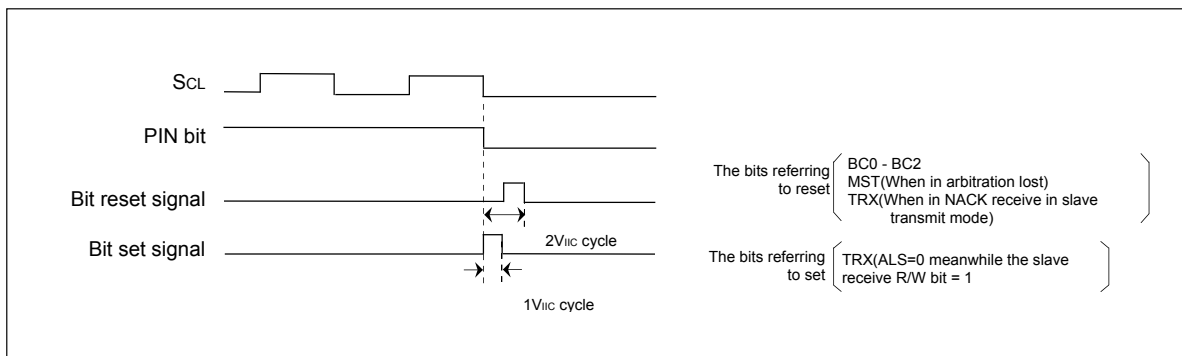 SCL
PIN bit
Bit reset signal
Bit set signal
2VIIC cycle
1VIIC cycle
The bits referring
to reset
BC0 - BC2
MST(When in arbitration lost)
TRX(When in NACK receive in slave
transmit mode)
The bits referring
to set
TRX(ALS=0 meanwhile the slave
receive R/W bit = 1